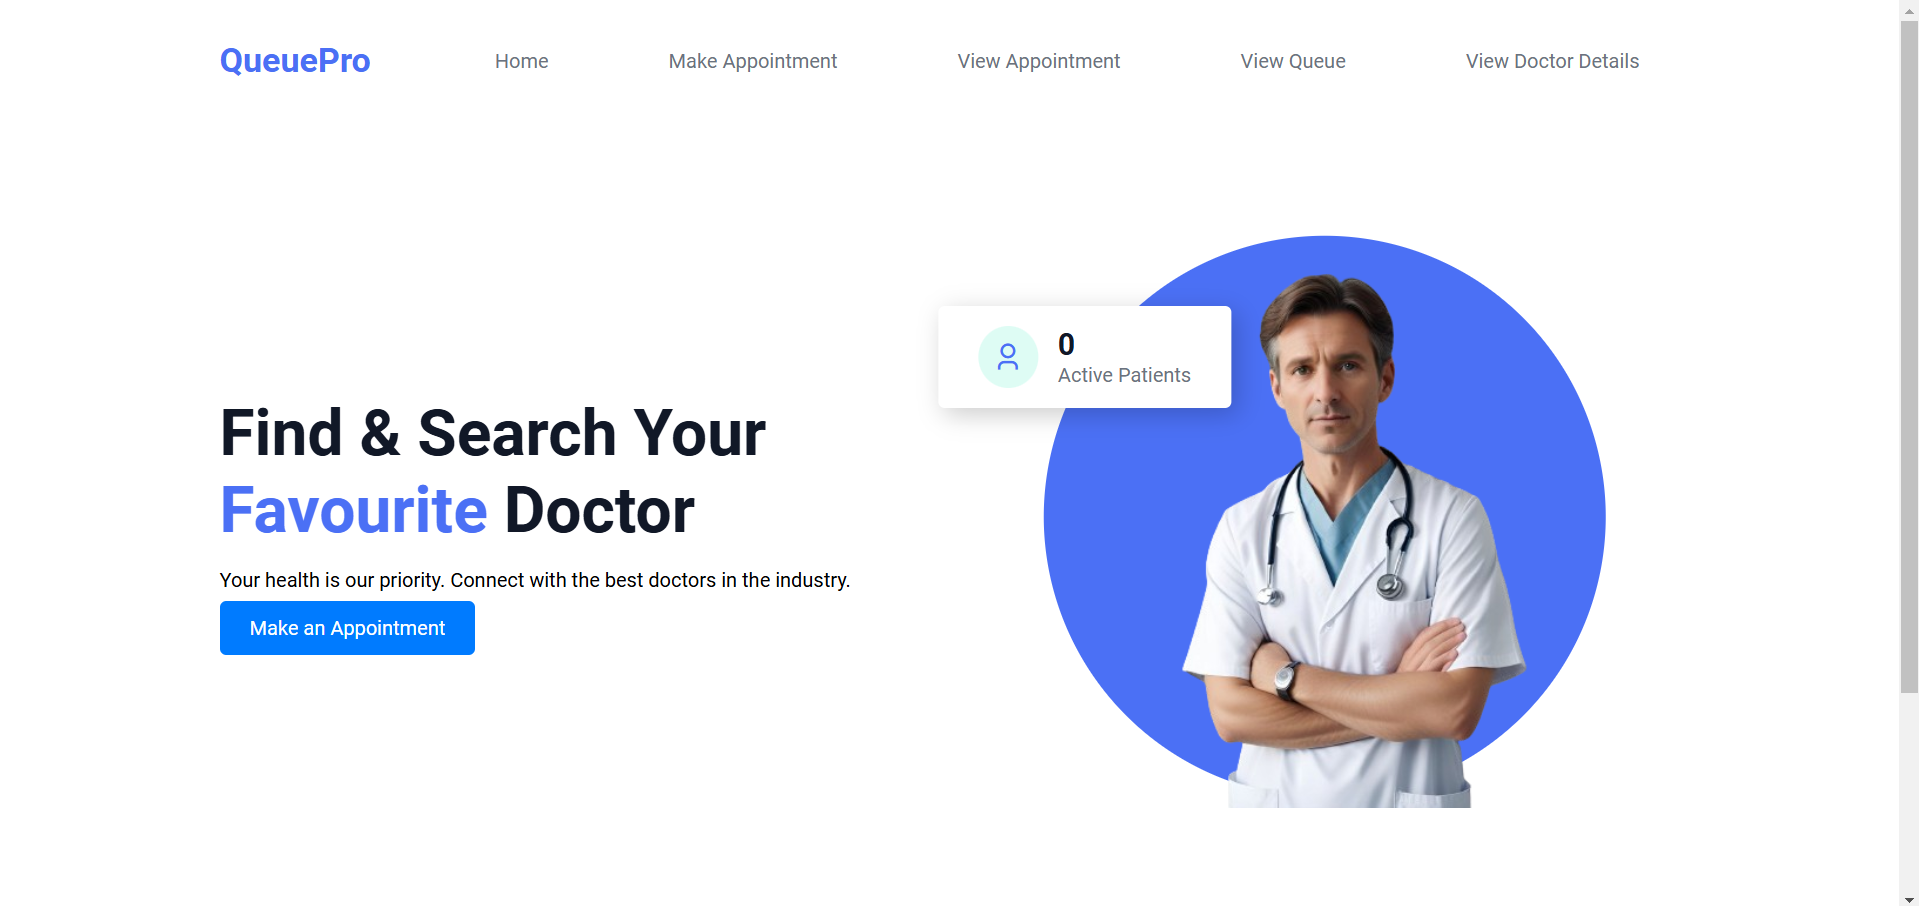 QueuePro
Home
Make Appointment
View Appointment
View Queue
View Doctor Details
0
Active Patients
Find & Search Your
Favourite Doctor
Your health is our priority. Connect with the best doctors in the industry.
Make an Appointment